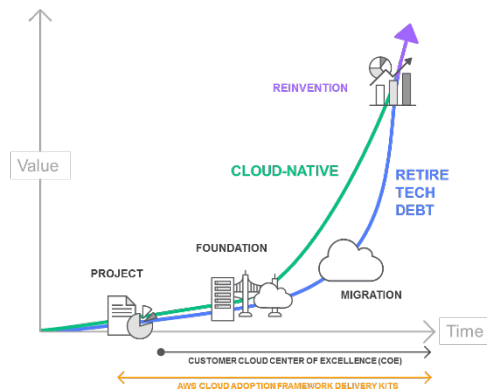 REINVENTION
Value
CLOUD-NATIVE
RETIRE
TECH
DEBT
FOUNDATION
PROJECT
MIGRATION
Time
CUSTOMER CLOUD CENTER OF EXCELLENCE (COE)
AWS CLOUD ADOPTION FRAMEWORK DELIVERY KITS